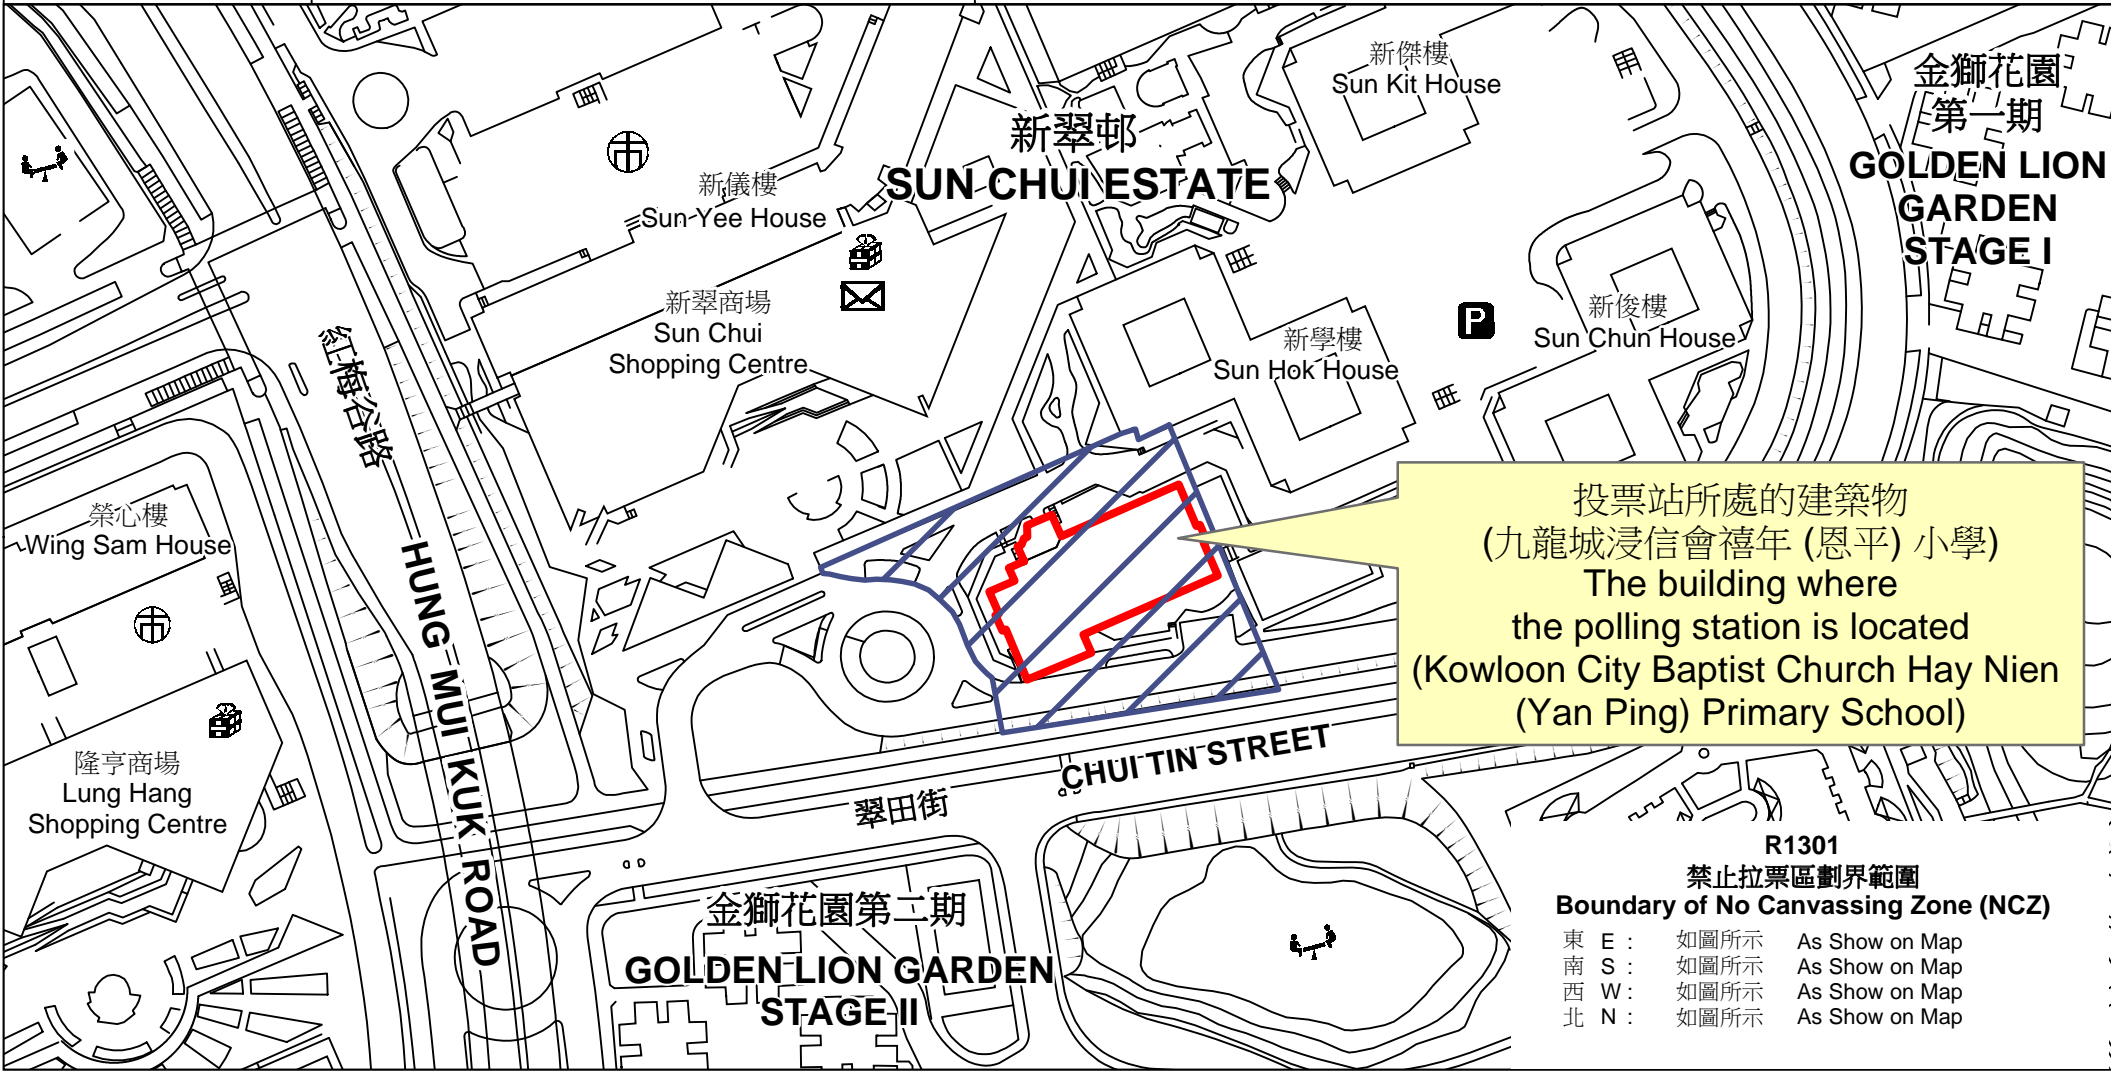 新傑樓
Sun Kit House
金獅花園
第一期
GOLDEN LION
GARDEN
STAGE I
新翠邨
SUN CHUI ESTATE
新儀樓
Sun Yee House
新翠商場
Sun Chui
Shopping Centre
新學樓
Sun Hok House
P
新俊樓
Sun Chun House
紅梅谷路
HUNG MUI KUK ROAD
榮心樓
Wing Sam House
隆亨商場
Lung Hang
Shopping Centre
投票站所處的建築物
(九龍城浸信會禧年 (恩平) 小學)
The building where
the polling station is located
(Kowloon City Baptist Church Hay Nien
(Yan Ping) Primary School)
CHUI TIN STREET
翠田街
金獅花園第二期
GOLDEN LION GARDEN
STAGE II
R1301
禁止拉票區劃界範圍
Boundary of No Canvassing Zone (NCZ)
東 E : 如圖所示 As Show on Map
南 S : 如圖所示 As Show on Map
西 W : 如圖所示 As Show on Map
北 N : 如圖所示 As Show on Map